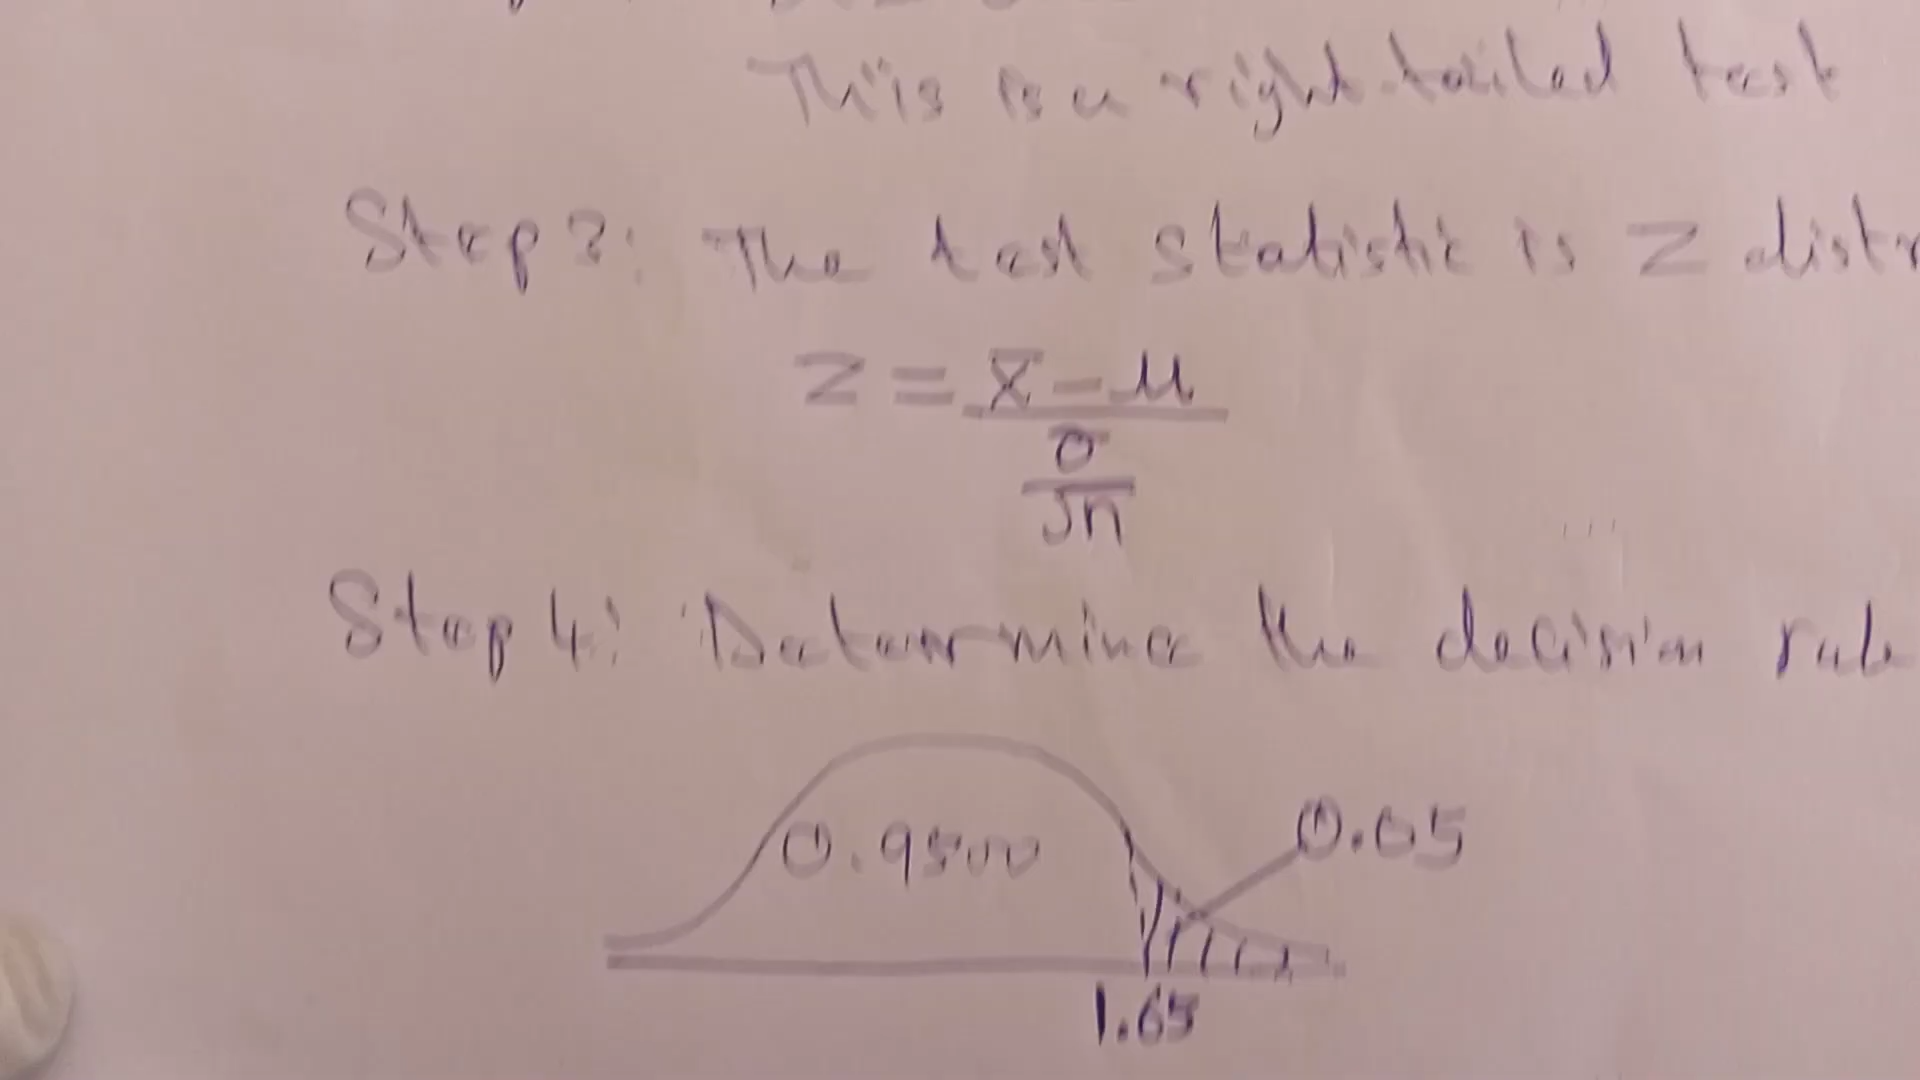 This is a right-tailed test
Step 3: The test statistic is Z distr
Z = X̄ - μ
σ
√n
Step 4: Determine the decision rule
0.9500
0.05
1.65